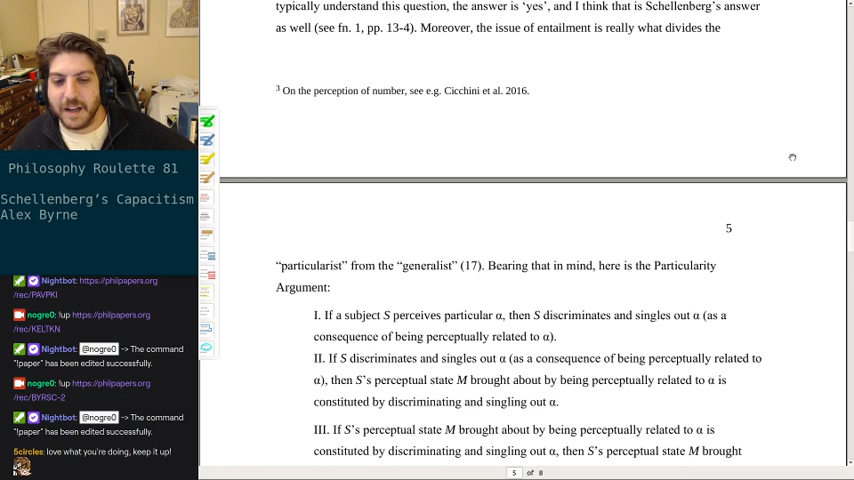 typically understand this question, the answer is ‘yes’, and I think that is Schellenberg’s answer
as well (see fn. 1, pp. 13-4). Moreover, the issue of entailment is really what divides the
3 On the perception of number, see e.g. Cicchini et al. 2016.
5
“particularist” from the “generalist” (17). Bearing that in mind, here is the Particularity
Argument:
I. If a subject S perceives particular α, then S discriminates and singles out α (as a
consequence of being perceptually related to α).
II. If S discriminates and singles out α (as a consequence of being perceptually related to
α), then S’s perceptual state M brought about by being perceptually related to α is
constituted by discriminating and singling out α.
III. If S’s perceptual state M brought about by being perceptually related to α is
constituted by discriminating and singling out α, then S’s perceptual state M brought
5 of 8
Philosophy Roulette 81
Schellenberg’s Capacitism
Alex Byrne
Nightbot: https://philpapers.org
/rec/PAVPKI
nogre0: !up https://philpapers.org
/rec/KELTKN
Nightbot: @nogre0 -> The command
"!paper" has been edited successfully.
nogre0: !up https://philpapers.org
/rec/BYRSC-2
Nightbot: @nogre0 -> The command
"!paper" has been edited successfully.
5circles: love what you're doing, keep it up!